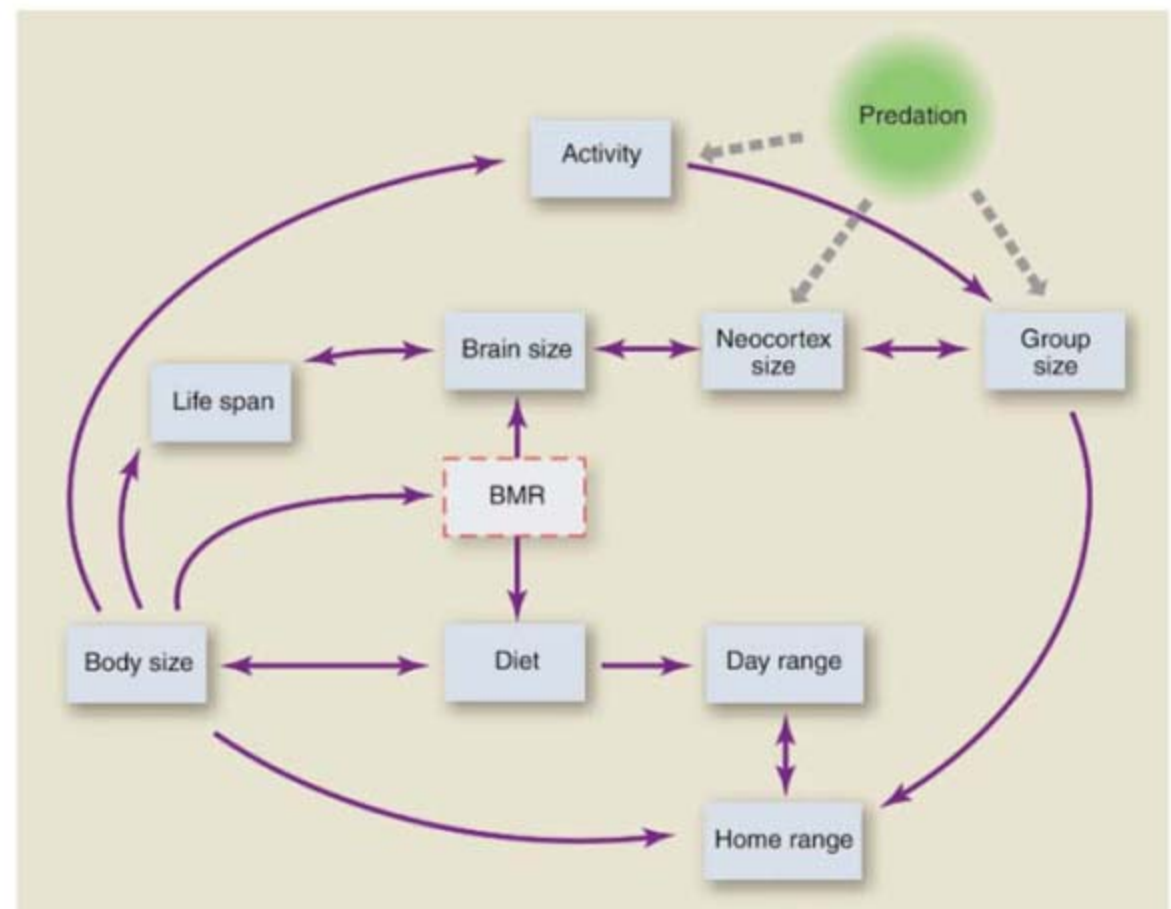 Predation
Activity
Brain size
Neocortex
size
Group
size
Life span
BMR
Body size
Diet
Day range
Home range